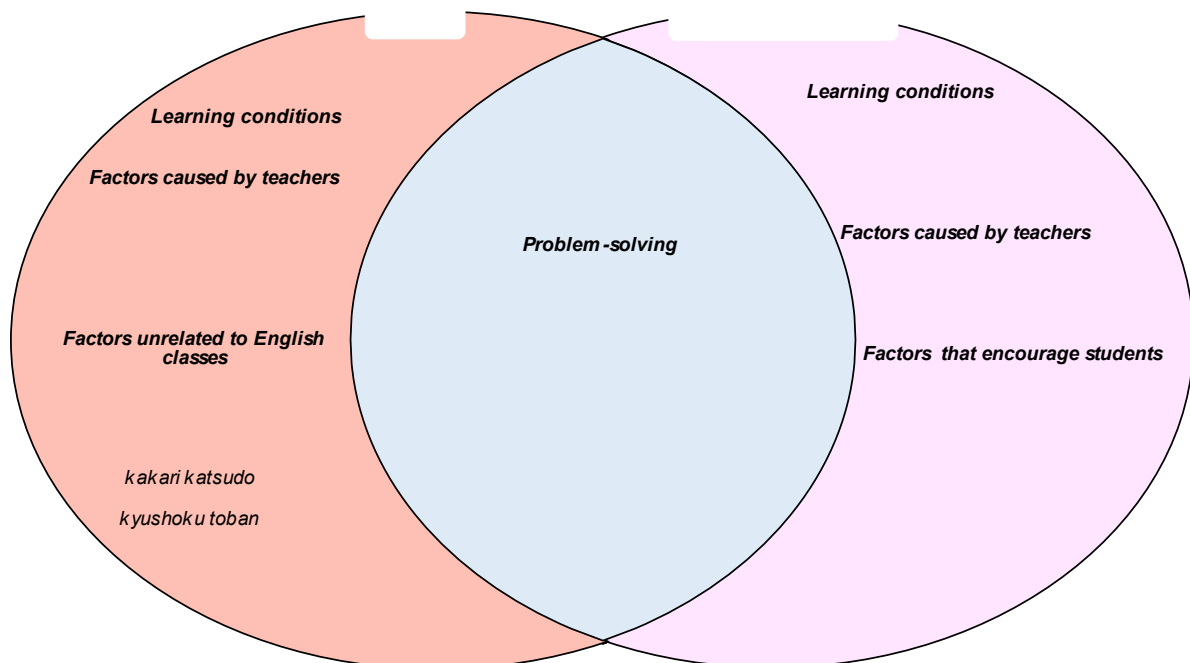 Learning conditions
Factors caused by teachers
Factors unrelated to English
classes
kakari katsudo
kyushoku toban
Problem-solving
Learning conditions
Factors caused by teachers
Factors that encourage students